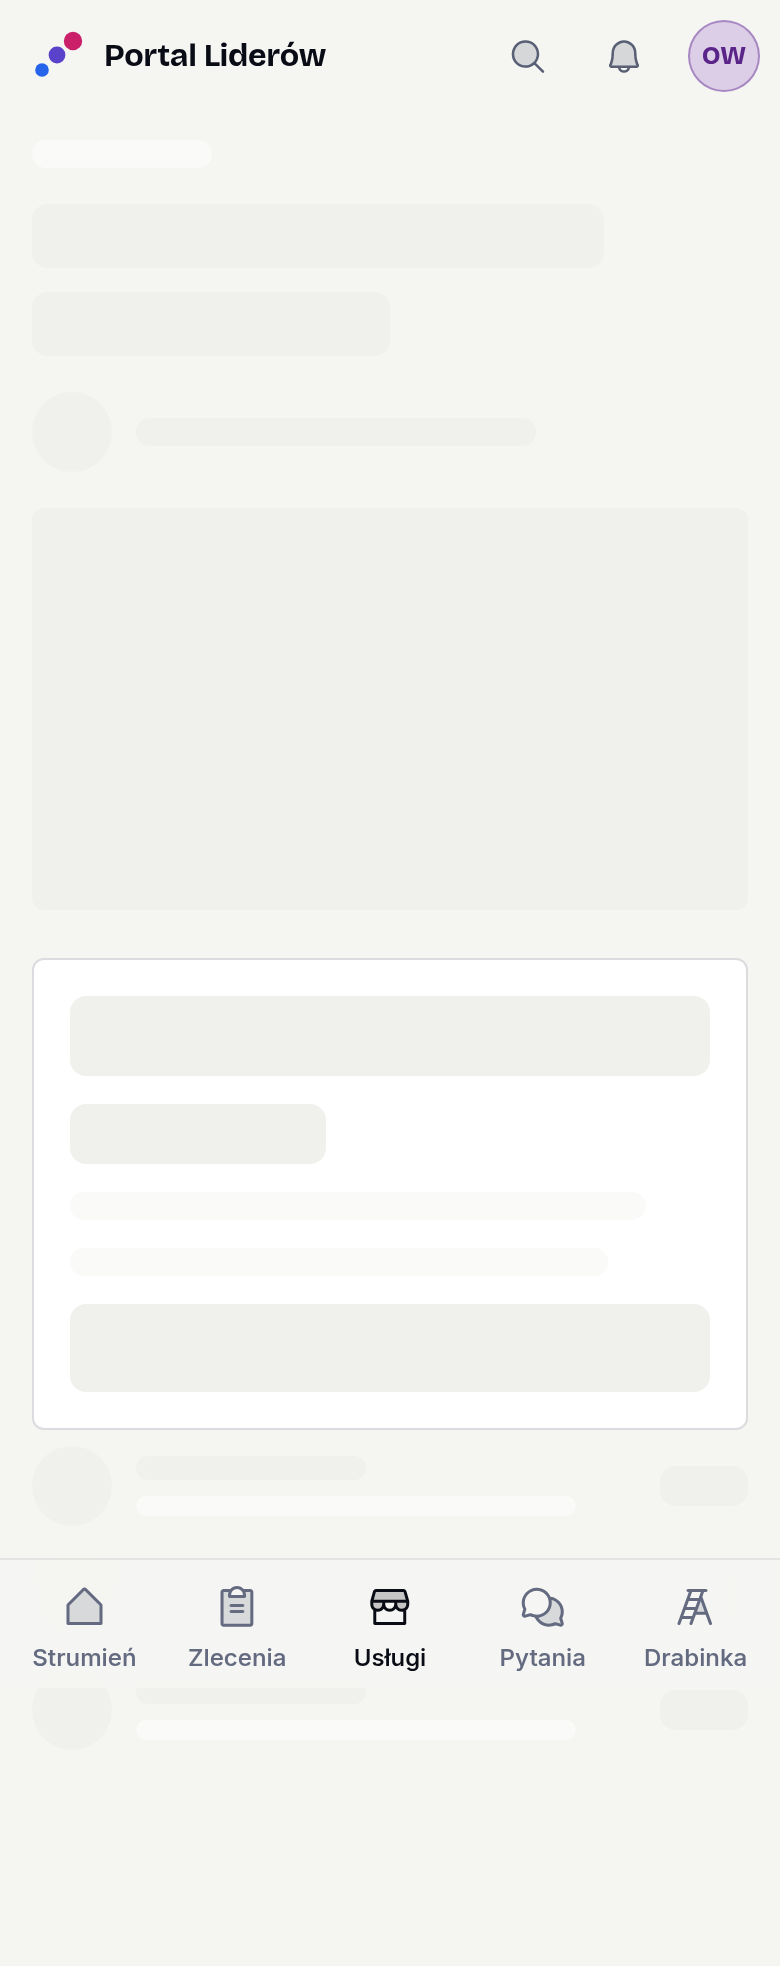 Portal Liderów
OW
Strumień
Zlecenia
Usługi
Pytania
Drabinka